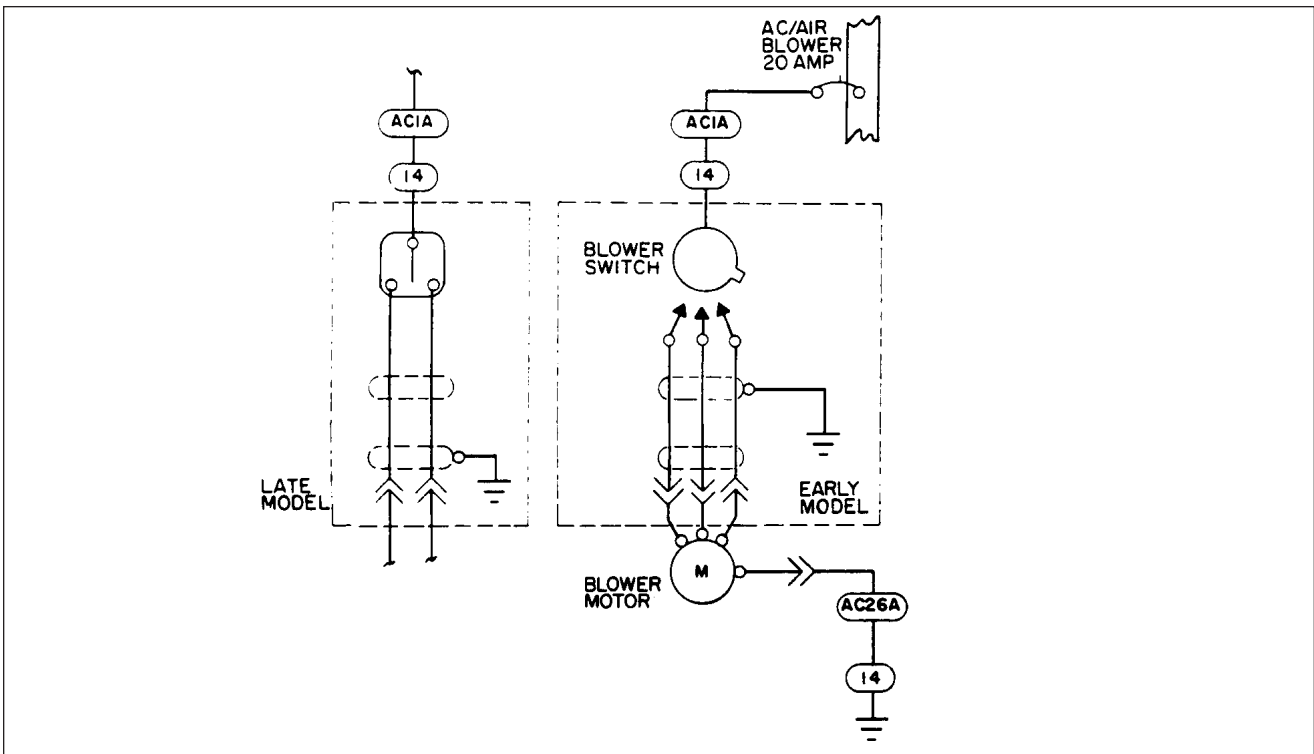 AC/AIR
BLOWER
20 AMP
AC1A
AC1A
14
14
BLOWER
SWITCH
LATE
MODEL
EARLY
MODEL
BLOWER
MOTOR
M
AC26A
14